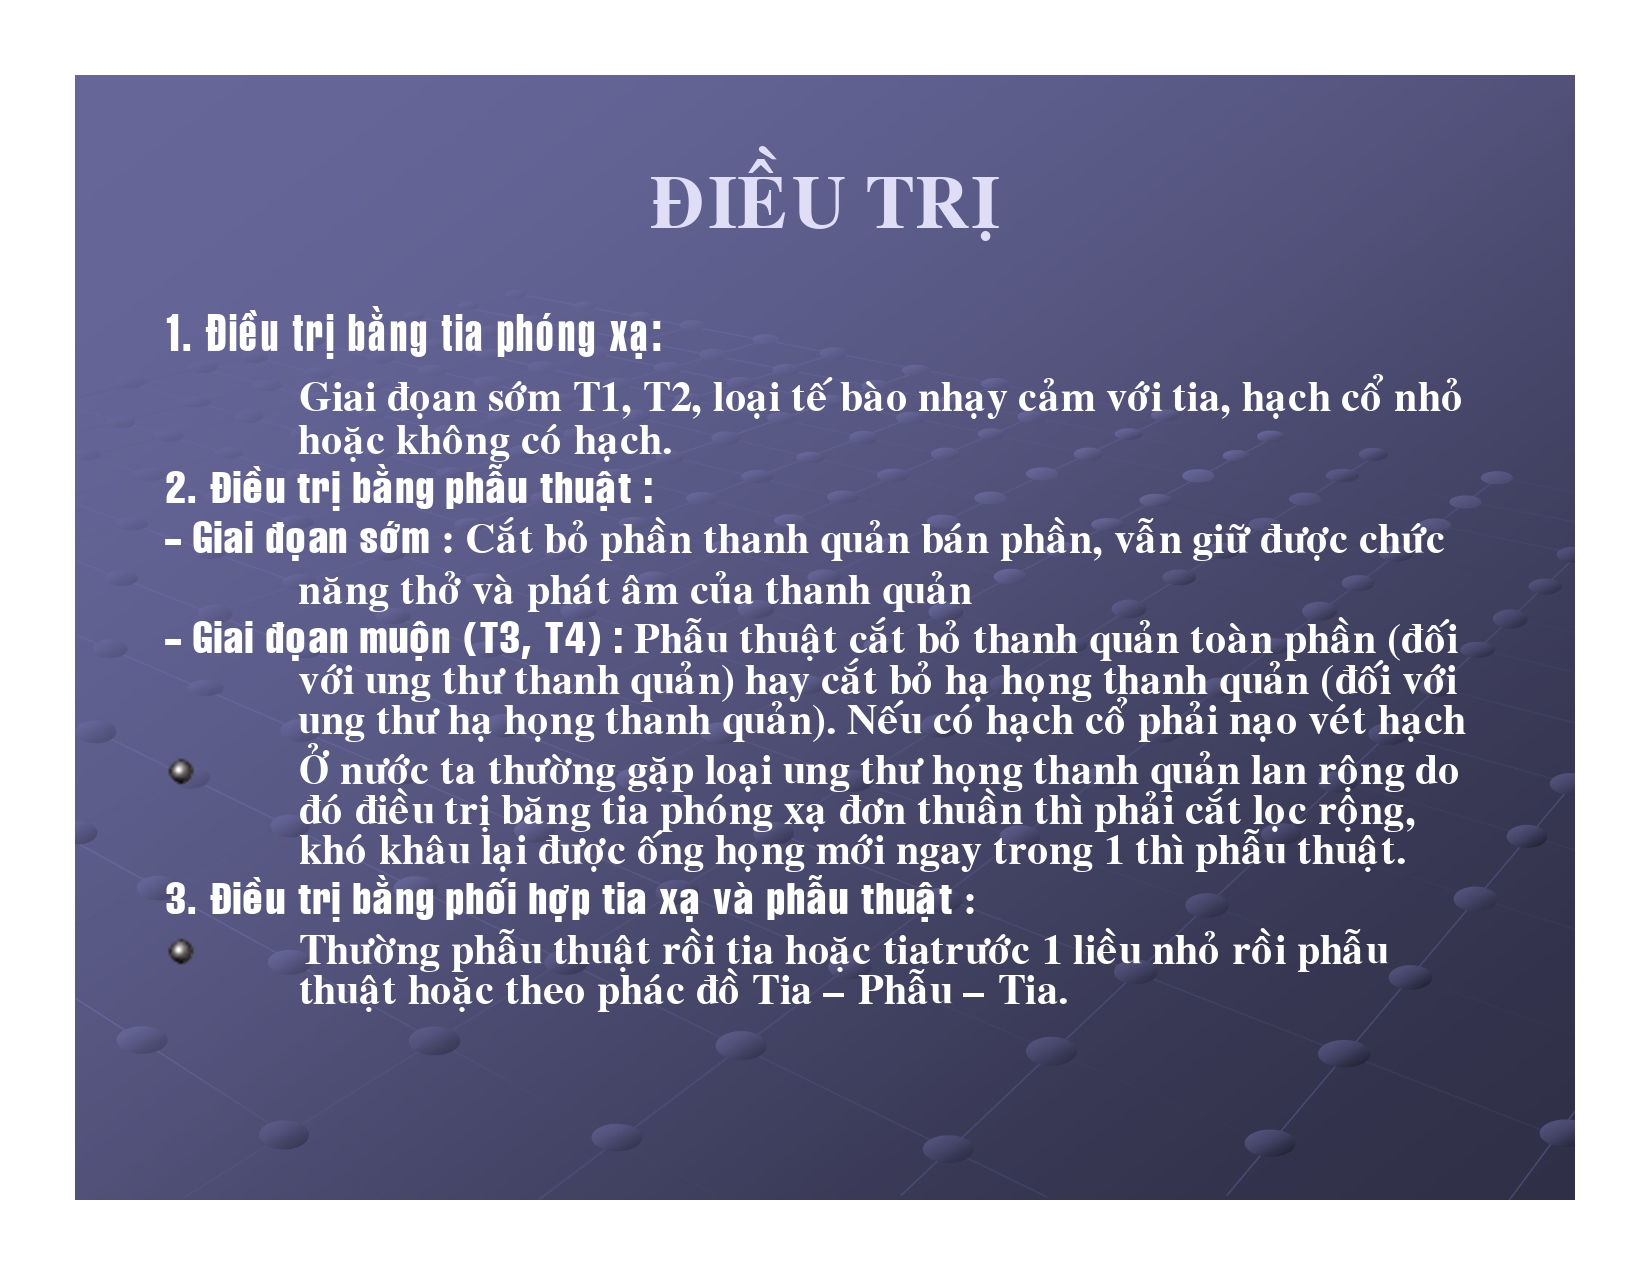 ĐIỀU TRỊ
1. Điều trị bằng tia phóng xạ:
Giai đọan sớm T1, T2, loại tế bào nhạy cảm với tia, hạch cổ nhỏ
hoặc không có hạch.
2. Điều trị bằng phẫu thuật :
– Giai đọan sớm : Cắt bỏ phần thanh quản bán phần, vẫn giữ được chức
năng thở và phát âm của thanh quản
– Giai đọan muộn (T3, T4) : Phẫu thuật cắt bỏ thanh quản toàn phần (đối
với ung thư thanh quản) hay cắt bỏ hạ họng thanh quản (đối với
ung thư hạ họng thanh quản). Nếu có hạch cổ phải nạo vét hạch
Ở nước ta thường gặp loại ung thư họng thanh quản lan rộng do
đó điều trị băng tia phóng xạ đơn thuần thì phải cắt lọc rộng,
khó khâu lại được ống họng mới ngay trong 1 thì phẫu thuật.
3. Điều trị bằng phối hợp tia xạ và phẫu thuật :
Thường phẫu thuật rồi tia hoặc tiatrước 1 liều nhỏ rồi phẫu
thuật hoặc theo phác đồ Tia – Phẫu – Tia.